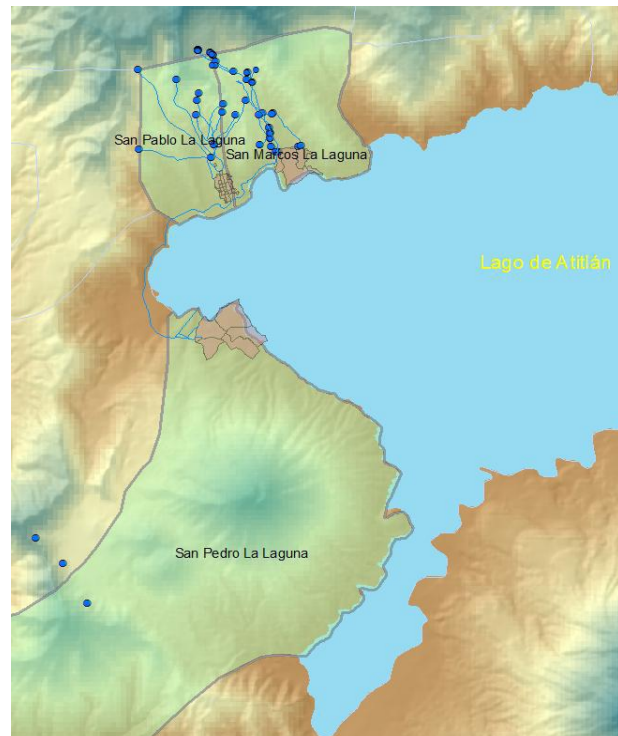 San Pablo La Laguna
San Marcos La Laguna
Lago de Atitlán
San Pedro La Laguna